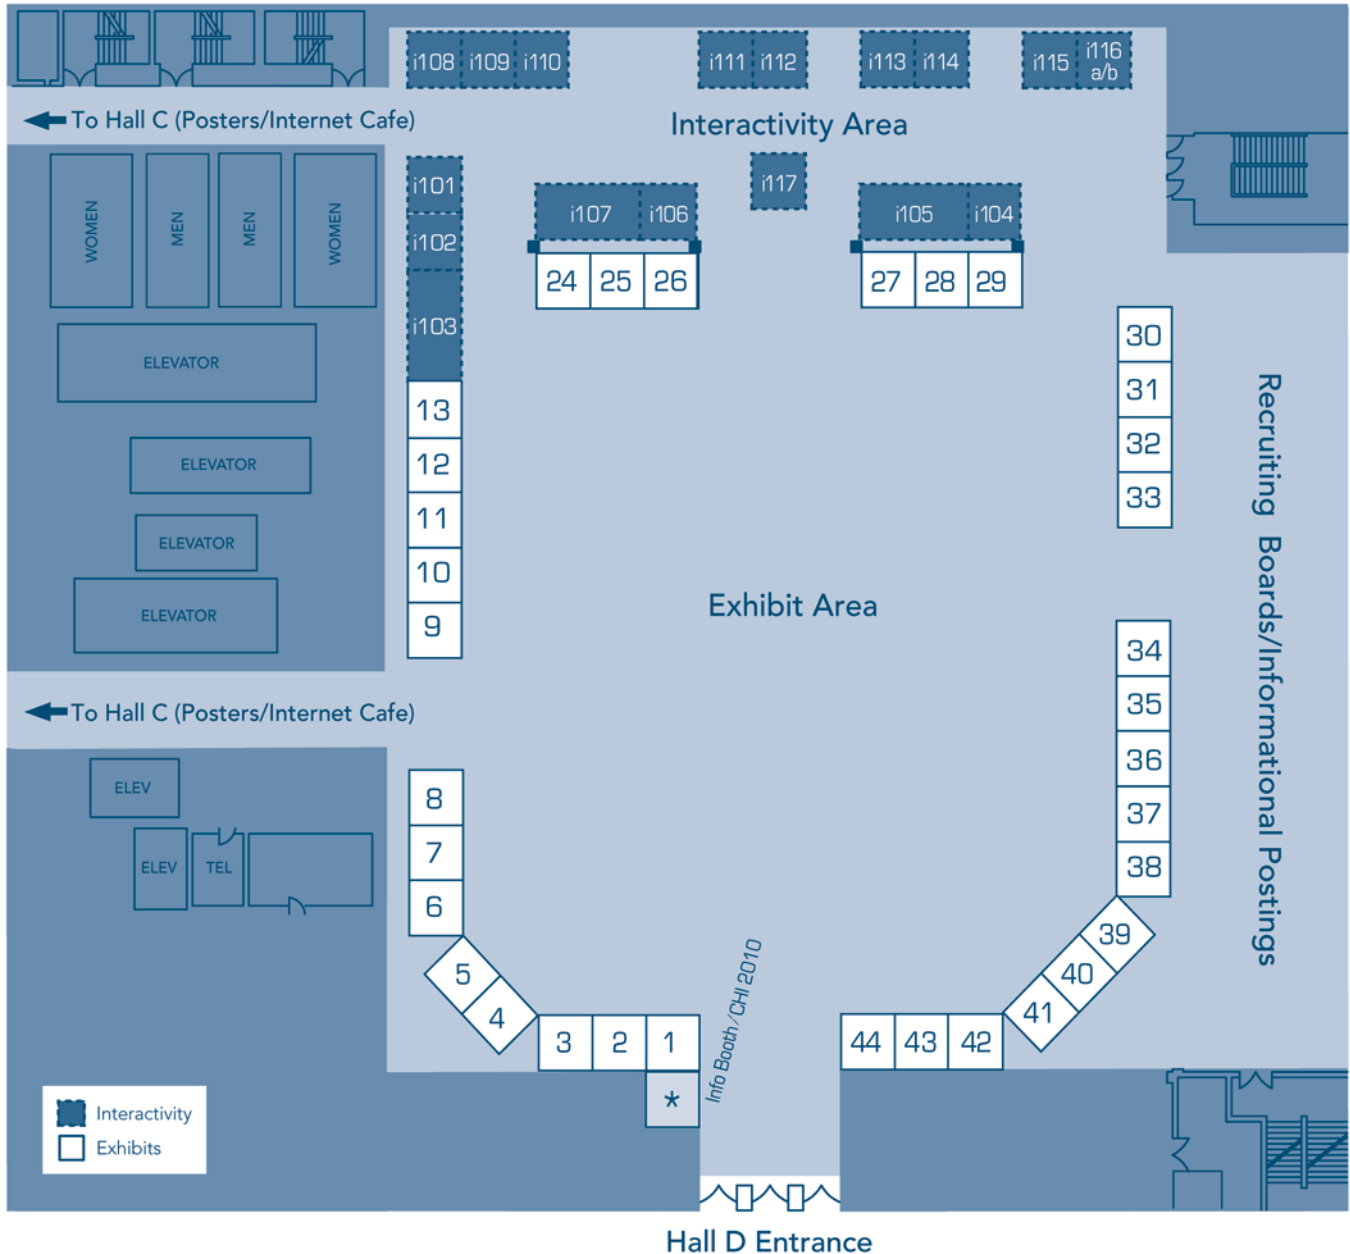 i108 i109 i110 i111 i112 i113 i114 i115 i116 a/b
To Hall C (Posters/Internet Cafe)
Interactivity Area
i101
i117
i107 i106
i105 i104
i102
WOMEN
MEN
MEN
WOMEN
24 25 26
27 28 29
i103
30
31
32
33
ELEVATOR
13
12
11
10
9
ELEVATOR
ELEVATOR
ELEVATOR
Exhibit Area
Recruiting Boards/Informational Postings
34
35
36
37
38
To Hall C (Posters/Internet Cafe)
ELEV
8
7
6
ELEV
TEL
39
40
41
5
4
3 2 1
Info Booth/CHI 2010
44 43 42
*
Interactivity
Exhibits
Hall D Entrance